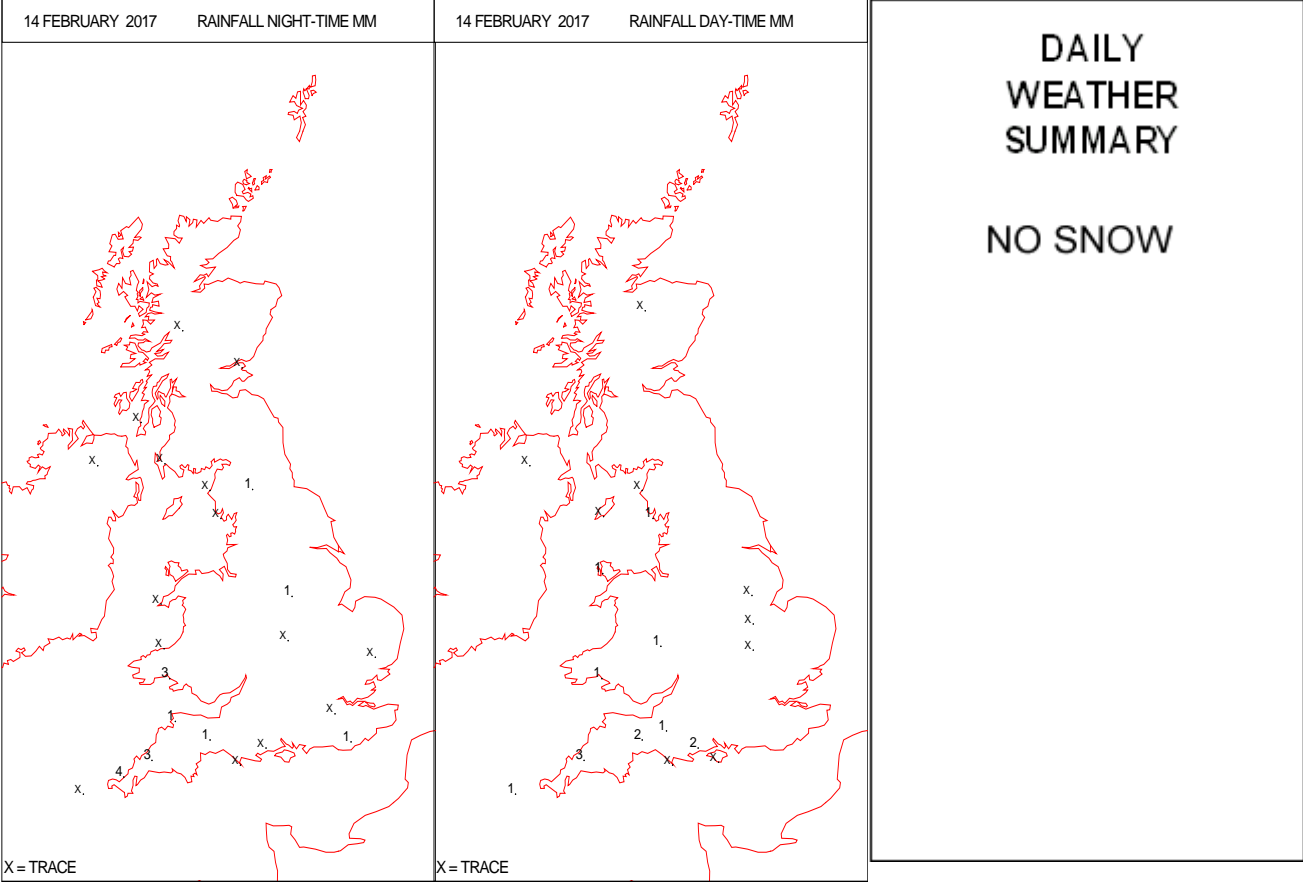 14 FEBRUARY 2017 RAINFALL NIGHT-TIME MM
X.
X
X.
X
X.
X.
1.
X.
1.
X.
X.
X
X.
3
X.
1.
1.
X.
1.
3.
X.
4
X.
X = TRACE
14 FEBRUARY 2017 RAINFALL DAY-TIME MM
X.
X.
X.
X.
1.
1
X.
X.
1.
X.
1
1.
2.
2.
3.
X.
X.
1.
X = TRACE
DAILY
WEATHER
SUMMARY
NO SNOW